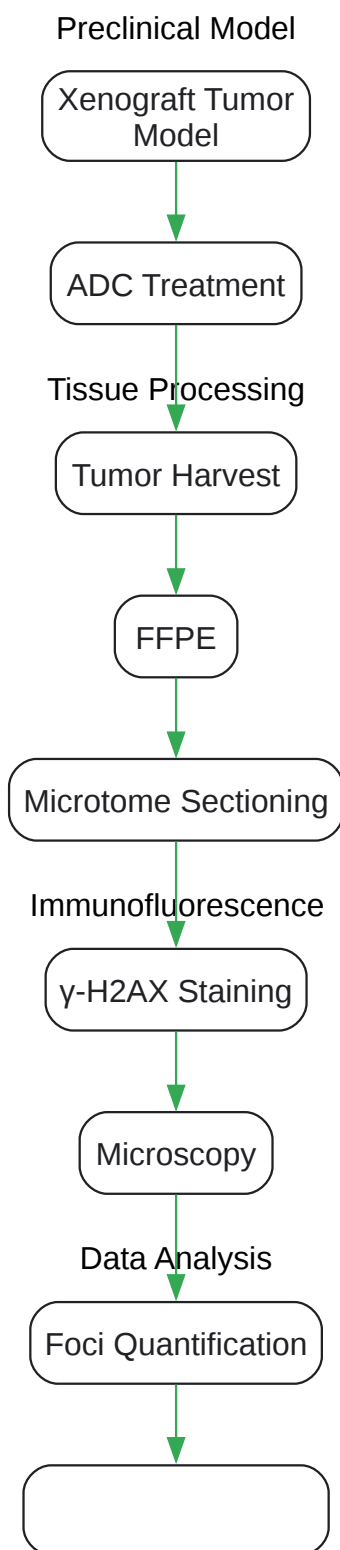 Preclinical Model
Xenograft Tumor
Model
ADC Treatment
Tissue Processing
Tumor Harvest
FFPE
Microtome Sectioning
Immunofluorescence
γ-H2AX Staining
Microscopy
Data Analysis
Foci Quantification